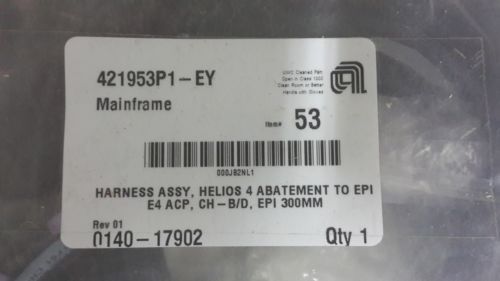 421953P1-EY
Mainframe
UWC Cleaned Part
Open in Class 1000
Clean Room or Better
Handle with Gloves
Item# 53
000JB2NL1
HARNESS ASSY, HELIOS 4 ABATEMENT TO EPI
E4 ACP, CH-B/D, EPI 300MM
Rev 01
0140-17902 Qty 1